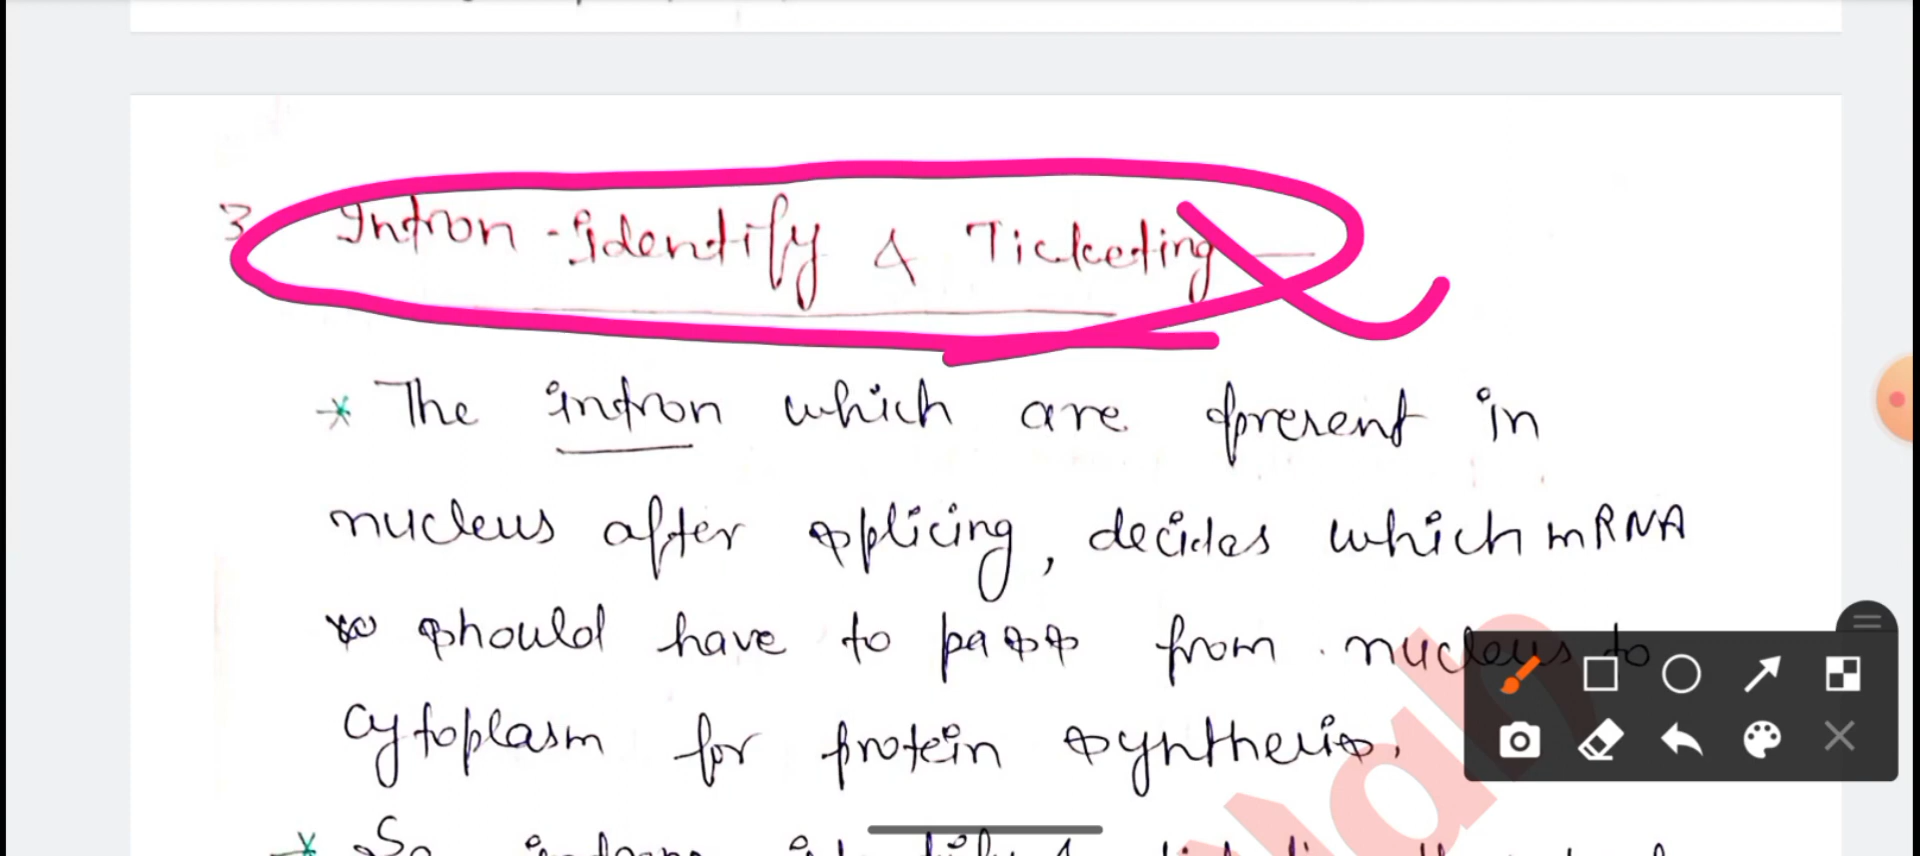 3 Intron - identify & Ticketing
* The intron which are present in
nucleus after splicing, decides which mRNA
should have to pass from nucleus to
cytoplasm for protein synthesis.
* So